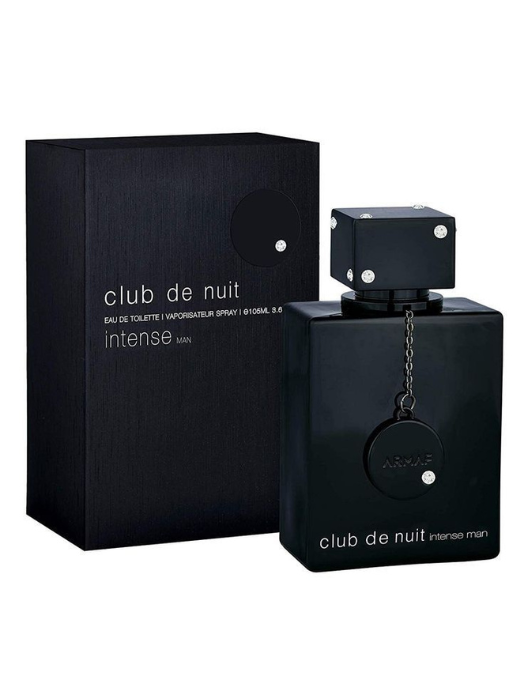 club de nuit
EAU DE TOILETTE | VAPORISATEUR SPRAY | ℮105ML 3.6
intense MAN
ARMAF
club de nuit intense man